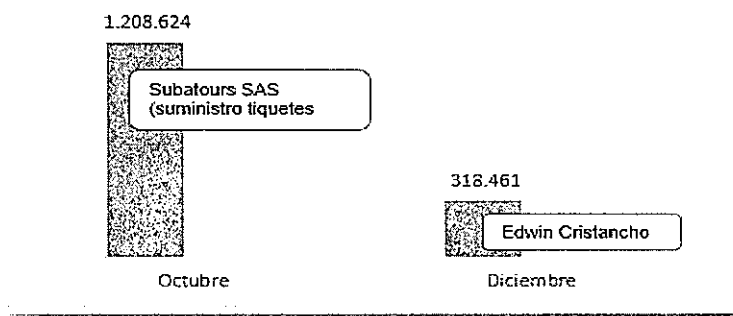 1.208.624
Subatours SAS
(suministro tiquetes
318.461
Edwin Cristancho
Octubre
Diciembre